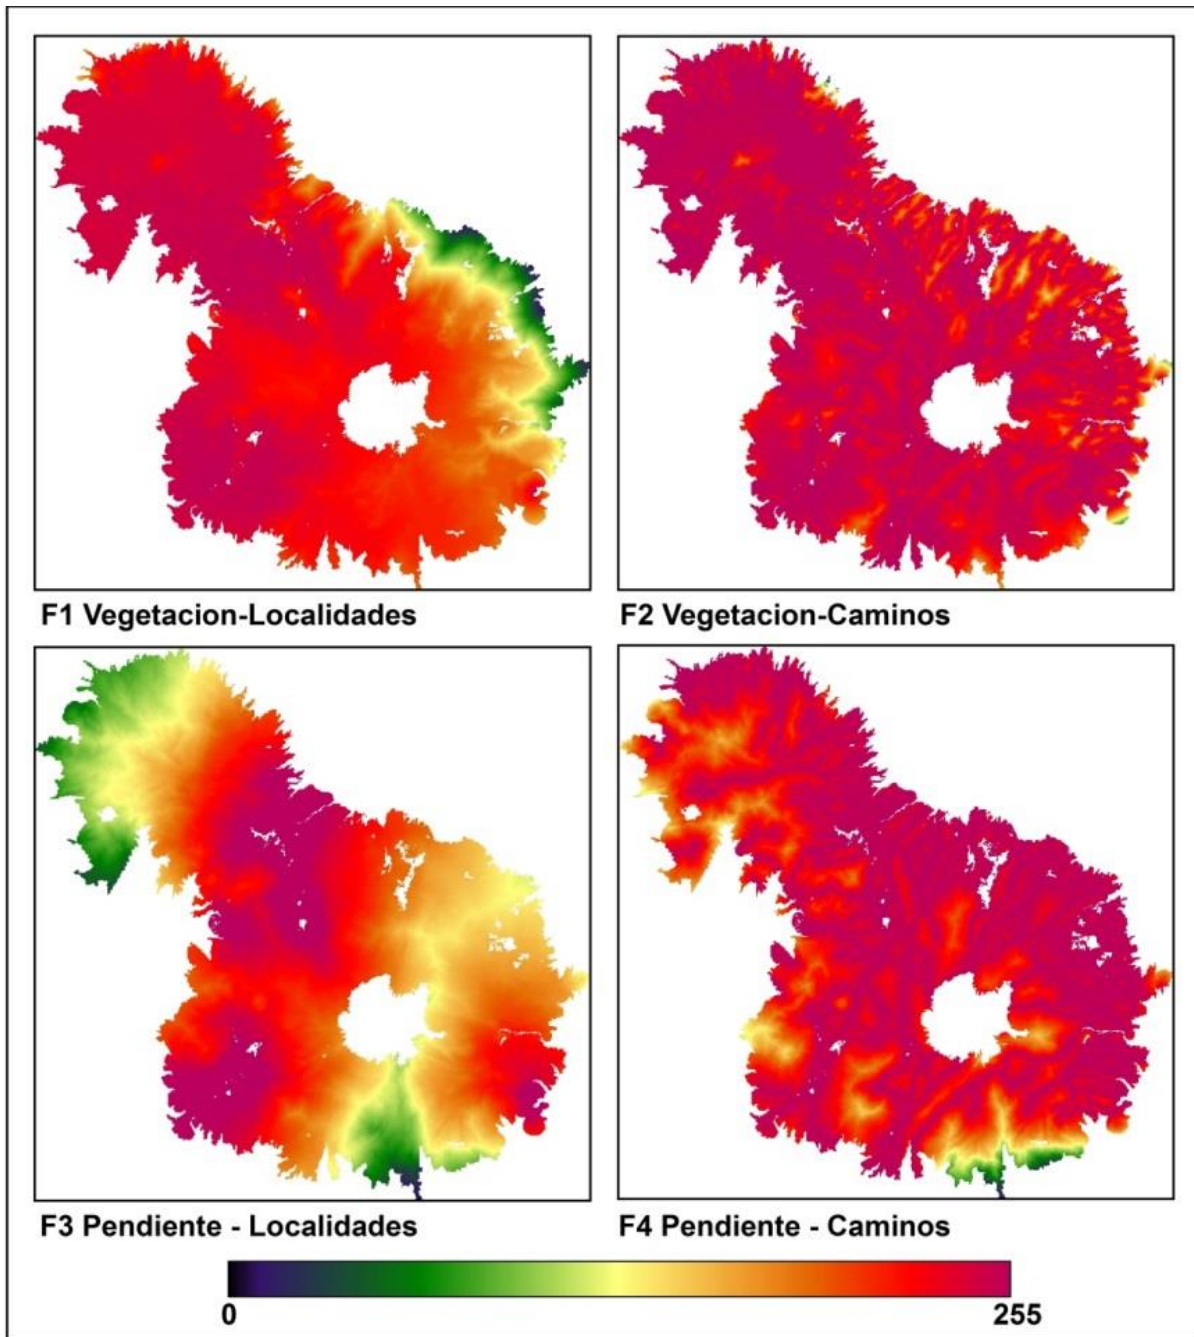 F1 Vegetacion-Localidades
F2 Vegetacion-Caminos
F3 Pendiente - Localidades
F4 Pendiente - Caminos
0
255